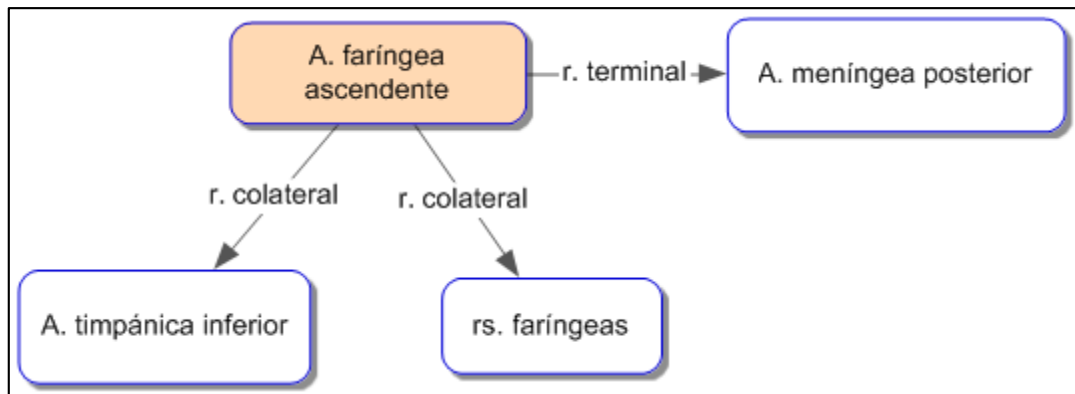 A. faríngea
ascendente
r. terminal
A. meníngea posterior
r. colateral
r. colateral
A. timpánica inferior
rs. faríngeas